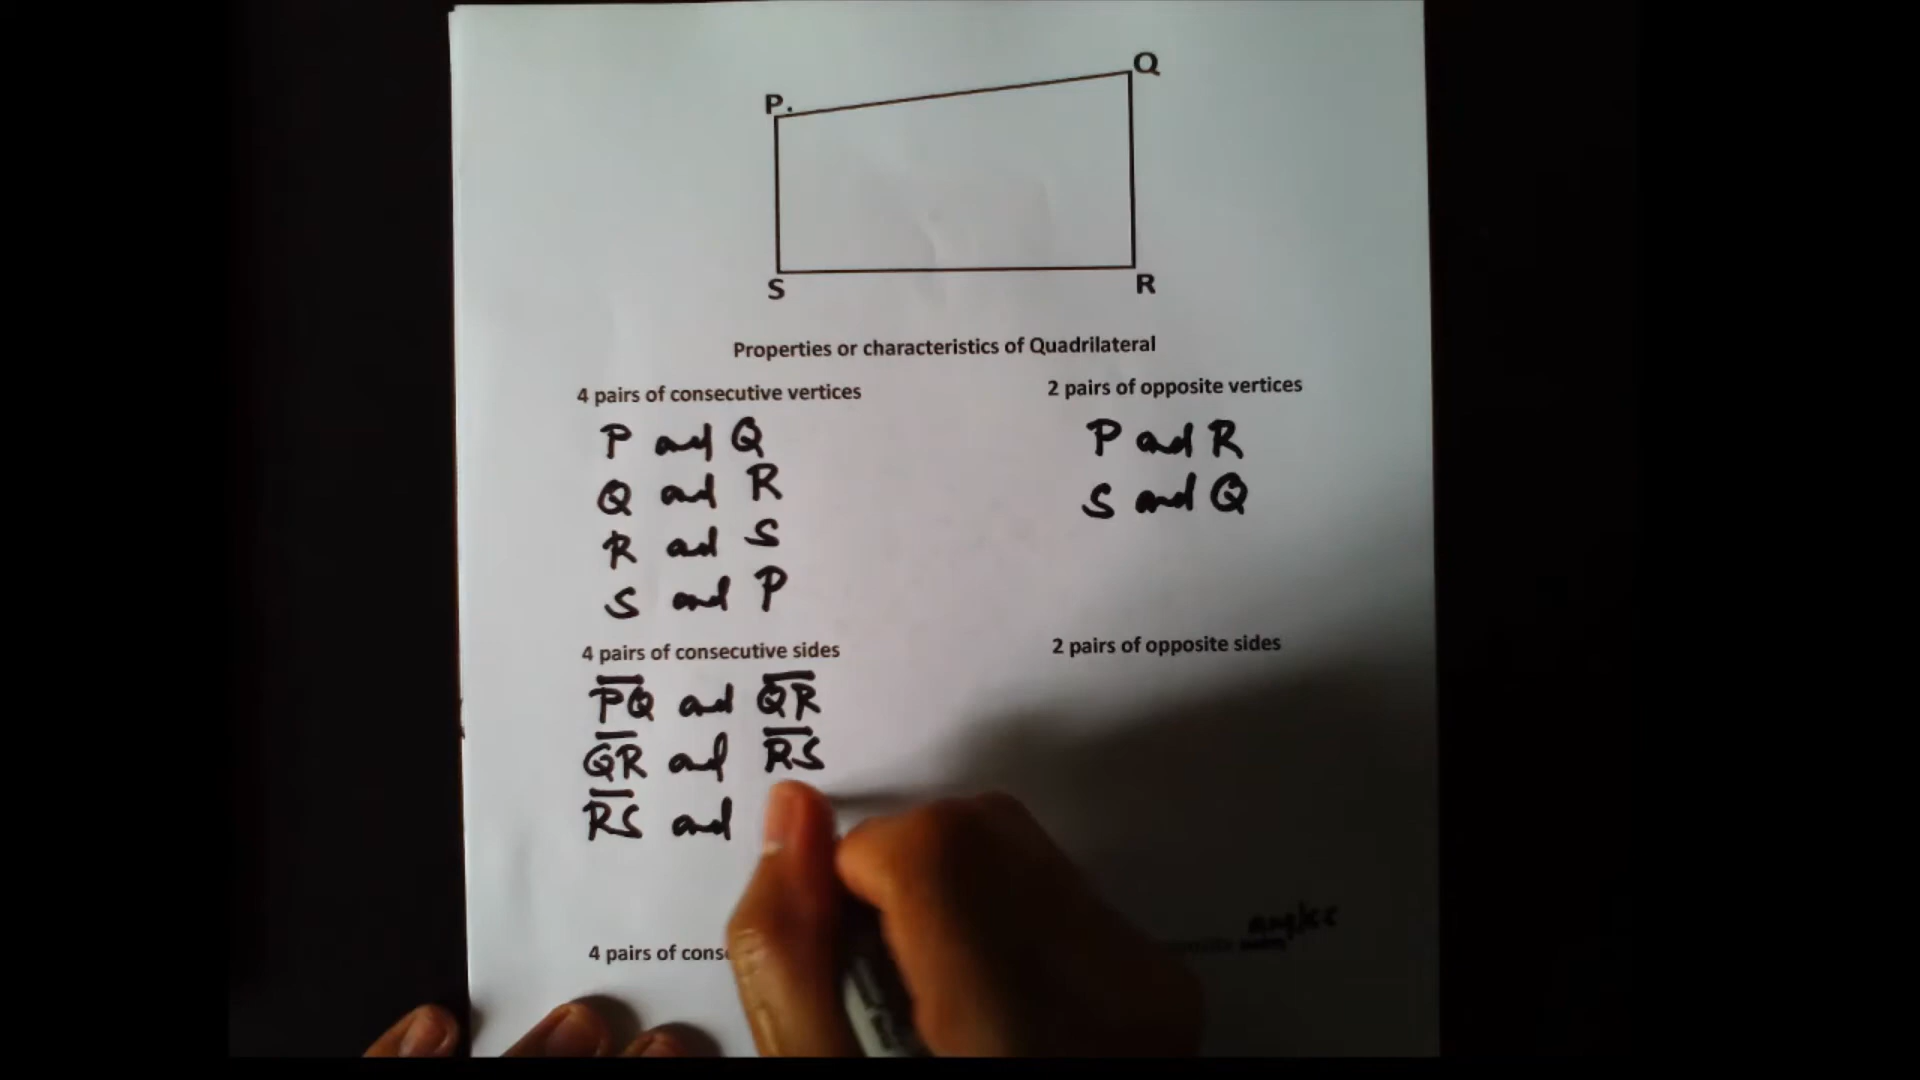 P.
Q
S
R
Properties or characteristics of Quadrilateral
4 pairs of consecutive vertices
P and Q
Q and R
R and S
S and P
2 pairs of opposite vertices
P and R
S and Q
4 pairs of consecutive sides
PQ and QR
QR and RS
RS and
2 pairs of opposite sides
4 pairs of
angles